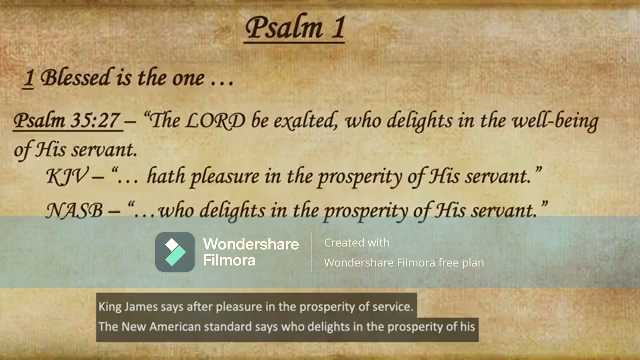 Psalm 1
1 Blessed is the one …
Psalm 35:27 – “The LORD be exalted, who delights in the well-being
of His servant.
KJV – “… hath pleasure in the prosperity of His servant.”
NASB – “…who delights in the prosperity of His servant.”
Wondershare
Filmora
Created with
Wondershare Filmora free plan
King James says after pleasure in the prosperity of service.
The New American standard says who delights in the prosperity of his